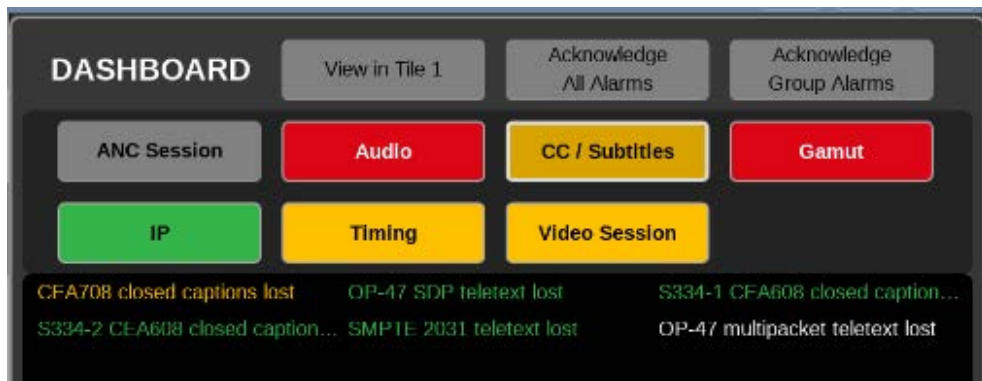 DASHBOARD
View in Tile 1
Acknowledge
All Alarms
Acknowledge
Group Alarms
ANC Session
Audio
CC / Subtitles
Gamut
IP
Timing
Video Session
CEA708 closed captions lost
OP-47 SDP teletext lost
S334-1 CEA608 closed caption...
S334-2 CEA608 closed caption...
SMPTE 2031 teletext lost
OP-47 multipacket teletext lost